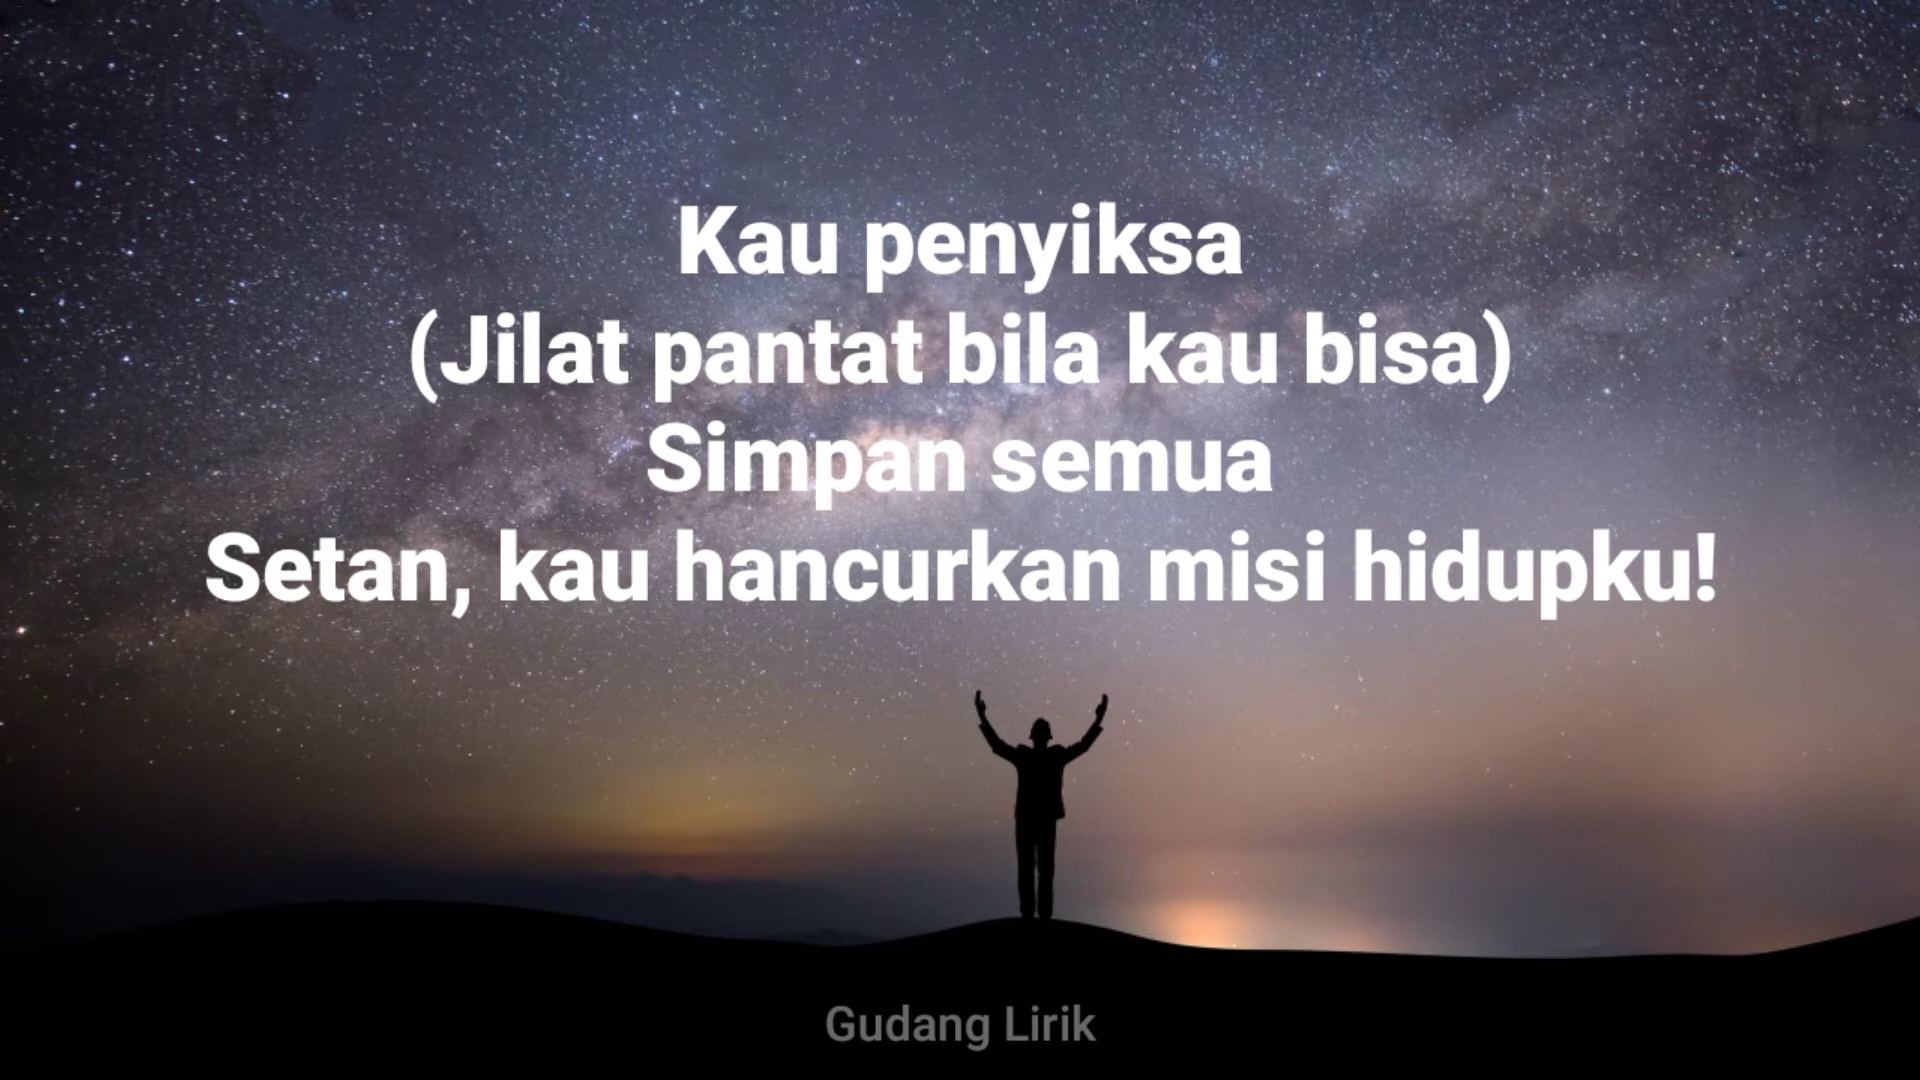 Kau penyiksa
(Jilat pantat bila kau bisa)
Simpan semua
Setan, kau hancurkan misi hidupku!
Gudang Lirik